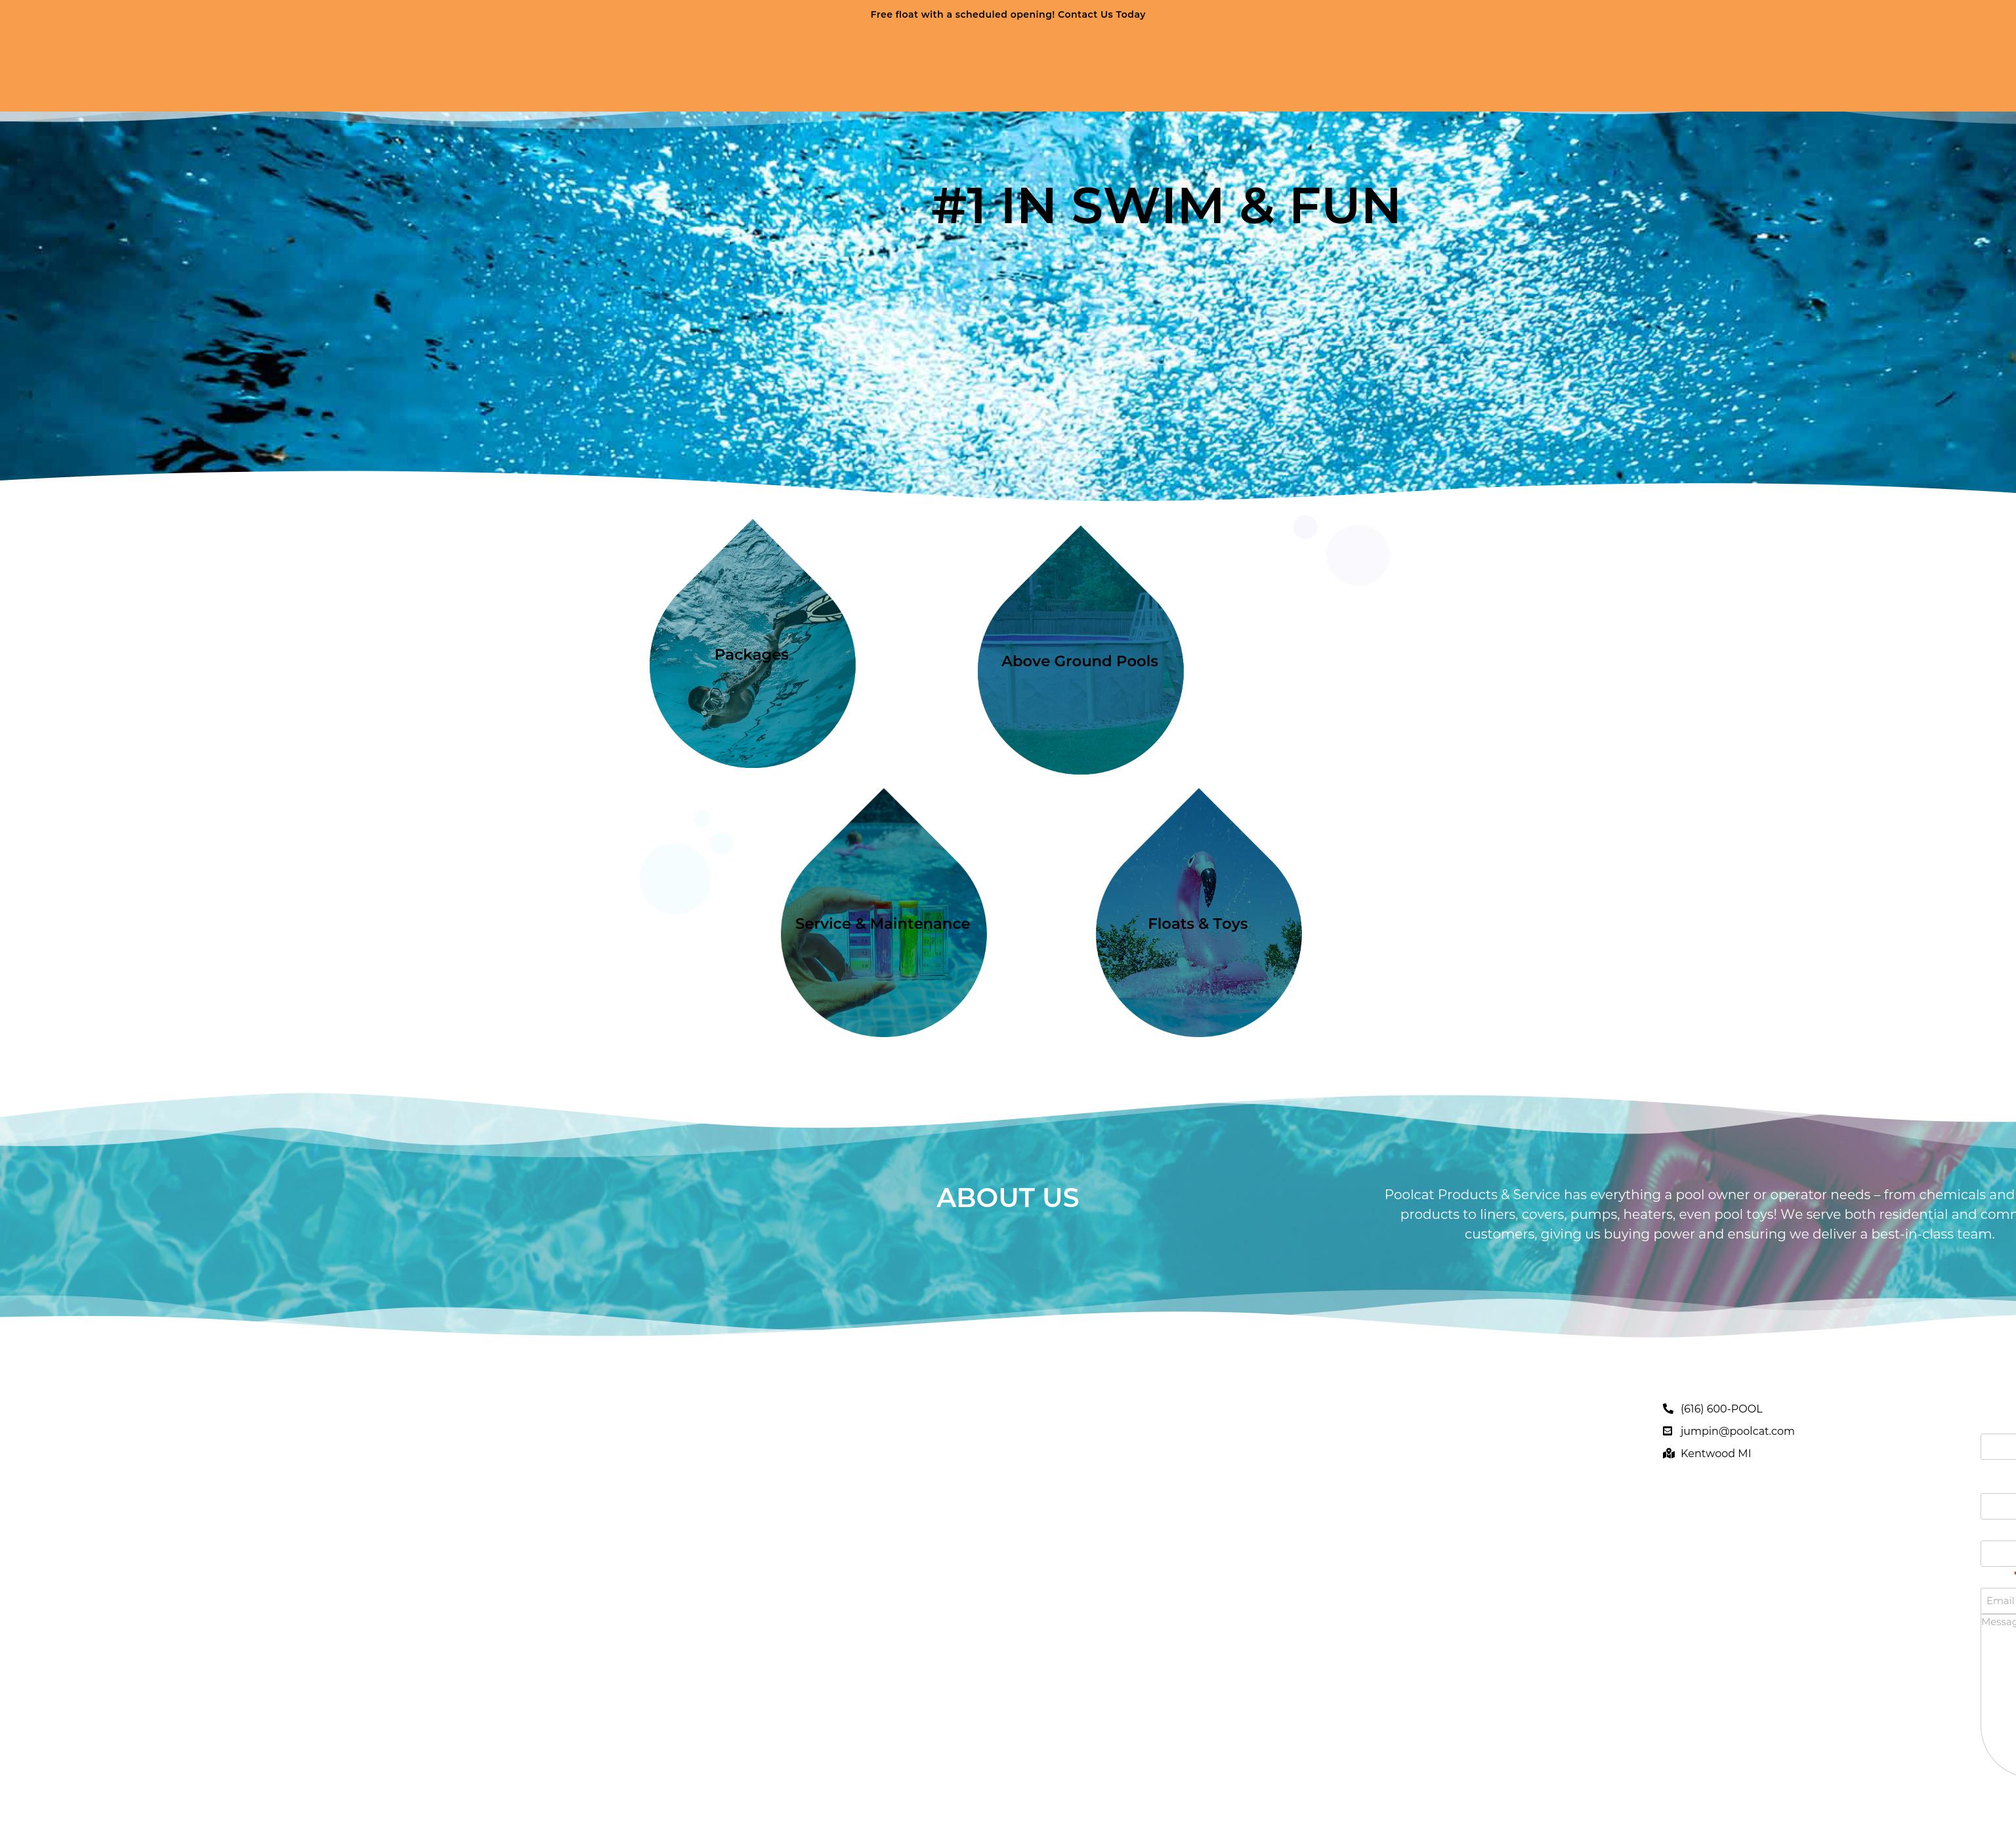 Free float with a scheduled opening! Contact Us Today
#1 IN SWIM & FUN
Packages
Above Ground Pools
Service & Maintenance
Floats & Toys
ABOUT US
Poolcat Products & Service has everything a pool owner or operator needs – from chemicals and
products to liners, covers, pumps, heaters, even pool toys! We serve both residential and
customers, giving us buying power and ensuring we deliver a best-in-class team.
(616) 600-POOL
jumpin@poolcat.com
Kentwood MI
Email